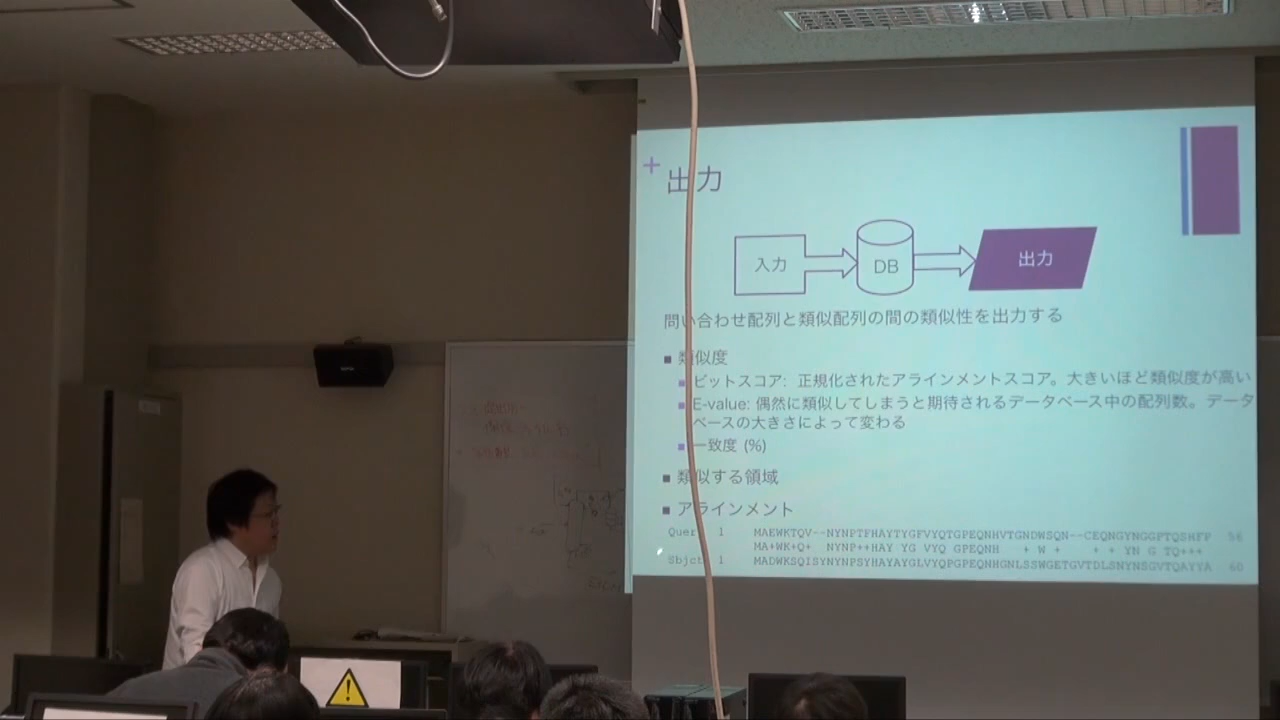 +
出力
入力
DB
出力
問い合わせ配列と類似配列の間の類似性を出力する
■ 類似度
■ ビットスコア: 正規化されたアラインメントスコア。大きいほど類似度が高い
■ E-value: 偶然に類似してしまうと期待されるデータベース中の配列数。データ
ベースの大きさによって変わる
■ 一致度 (%)
■ 類似する領域
■ アラインメント
Query 1 MAEWKTQV--NYNPTFHAYTYGFVYQTGPEQNHVTGNDWSQN--CEQNGYNGGPTQSHFF 56
MA+WK+Q+ NYNP++HAY YG VYQ GPEQNH + W + + + YN G TQ+++
Sbjct 1 MADWKSQISYNYNPSYHAYAYGLVYQPGPEQNHGNLSSWGETGVTDLSNYNSGVTQAYYA 60